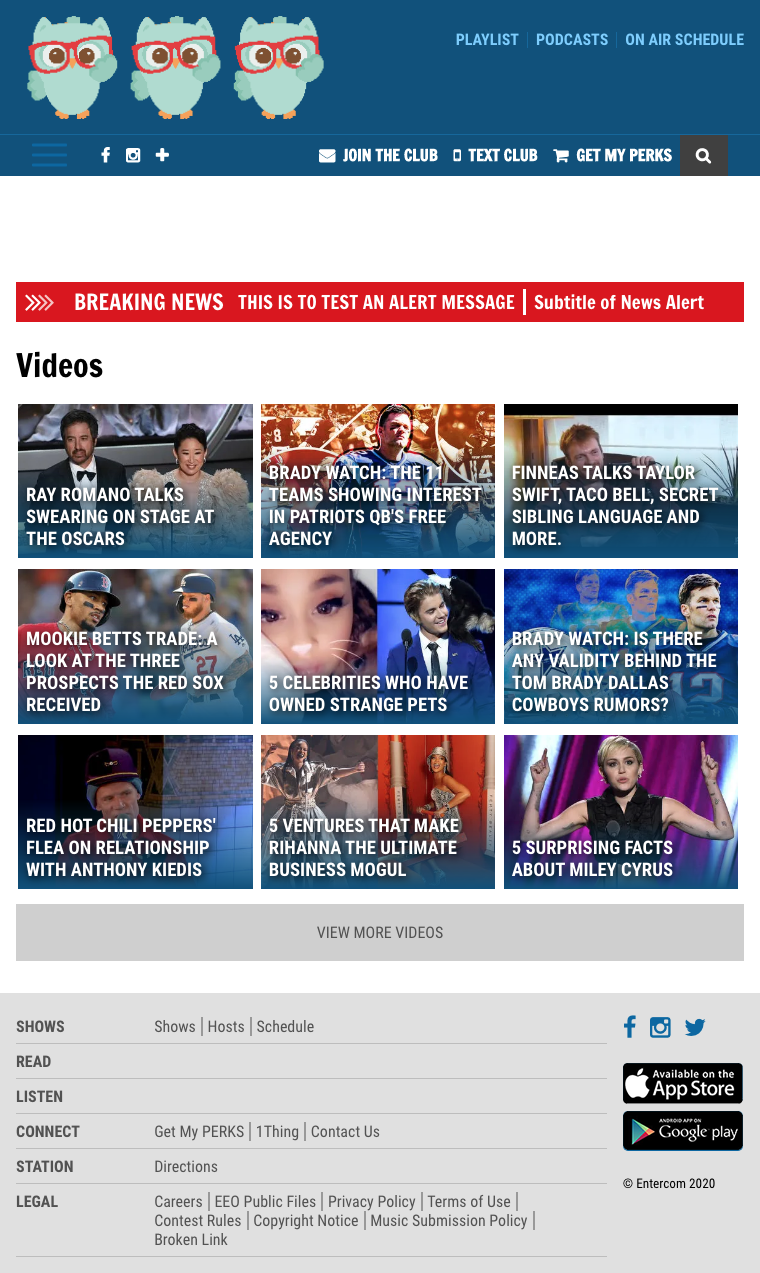 PLAYLIST PODCASTS ON AIR SCHEDULE
JOIN THE CLUB TEXT CLUB GET MY PERKS
BREAKING NEWS THIS IS TO TEST AN ALERT MESSAGE Subtitle of News Alert
Videos
RAY ROMANO TALKS
SWEARING ON STAGE AT
THE OSCARS
BRADY WATCH: THE 11
TEAMS SHOWING INTEREST
IN PATRIOTS QB'S FREE
AGENCY
FINNEAS TALKS TAYLOR
SWIFT, TACO BELL, SECRET
SIBLING LANGUAGE AND
MORE.
MOOKIE BETTS TRADE: A
LOOK AT THE THREE
PROSPECTS THE RED SOX
RECEIVED
27
5 CELEBRITIES WHO HAVE
OWNED STRANGE PETS
BRADY WATCH: IS THERE
ANY VALIDITY BEHIND THE
TOM BRADY DALLAS
COWBOYS RUMORS?
12
RED HOT CHILI PEPPERS'
FLEA ON RELATIONSHIP
WITH ANTHONY KIEDIS
5 VENTURES THAT MAKE
RIHANNA THE ULTIMATE
BUSINESS MOGUL
5 SURPRISING FACTS
ABOUT MILEY CYRUS
VIEW MORE VIDEOS
SHOWS Shows Hosts Schedule
READ
LISTEN
CONNECT Get My PERKS 1Thing Contact Us
STATION Directions
LEGAL Careers EEO Public Files Privacy Policy Terms of Use
Contest Rules Copyright Notice Music Submission Policy
Broken Link
Available on the
App Store
ANDROID APP ON
Google play
© Entercom 2020